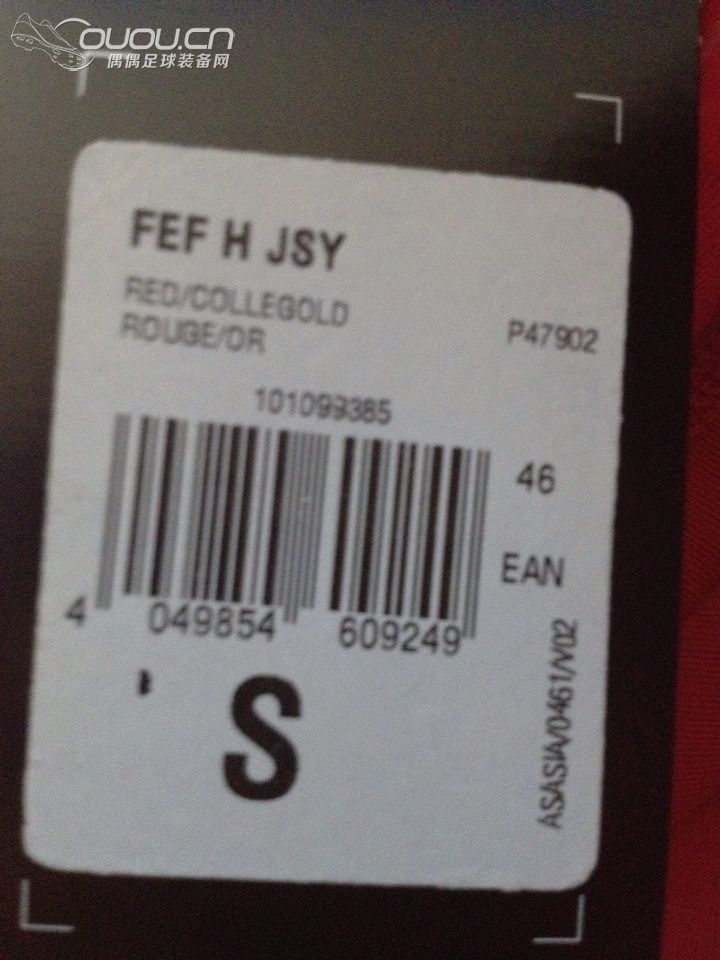 OUOU.CN
偶偶足球装备网
FEF H JSY
RED/COLLEGOLD
ROUGE/OR
P47902
101099385
46
EAN
4 049854 609249
S
ASASIA/0461/V02